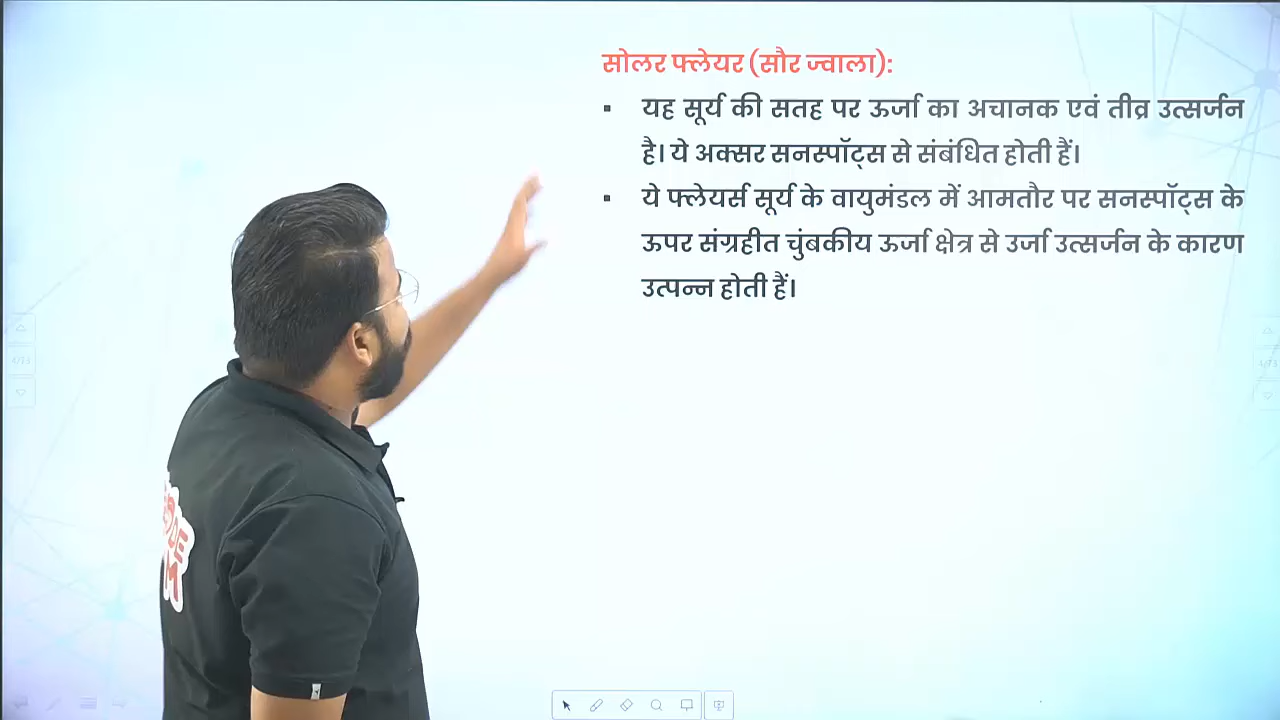 सोलर फ्लेयर (सौर ज्वाला):
▪ यह सूर्य की सतह पर ऊर्जा का अचानक एवं तीव्र उत्सर्जन
है। ये अक्सर सनस्पॉट्स से संबंधित होती हैं।
▪ ये फ्लेयर्स सूर्य के वायुमंडल में आमतौर पर सनस्पॉट्स के
ऊपर संग्रहीत चुंबकीय ऊर्जा क्षेत्र से उर्जा उत्सर्जन के कारण
उत्पन्न होती हैं।